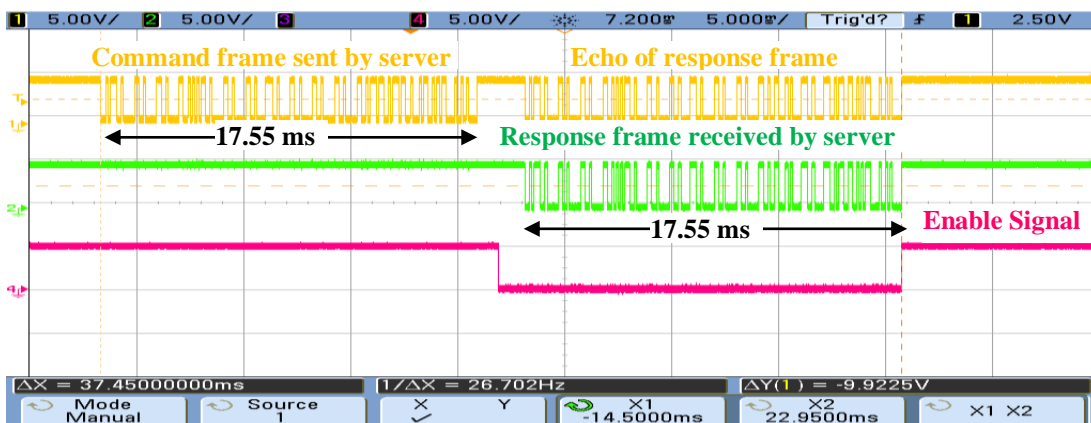 1 5.00V/ 2 5.00V/ 3 4 5.00V/ 7.200ms 5.000ms/ Trig'd? 1 2.50V
Command frame sent by server Echo of response frame
T
1
17.55 ms Response frame received by server
2
17.55 ms Enable Signal
4
ΔX = 37.45000000ms 1/ΔX = 26.702Hz ΔY(1) = -9.9225V
Mode Source X Y X1 X2 X1 X2
Manual 1 -14.5000ms 22.9500ms